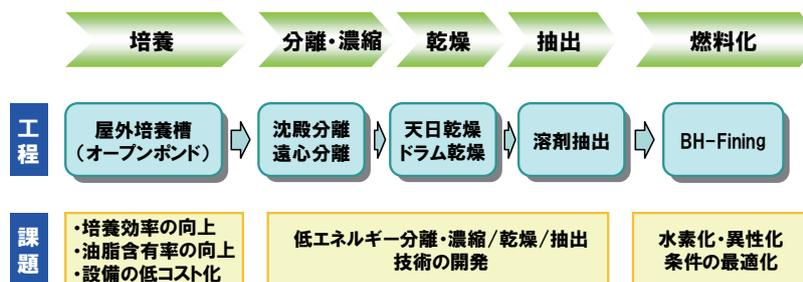 培養
分離・濃縮
乾燥
抽出
燃料化
工程
屋外培養槽
（オープンポンド）
沈殿分離
遠心分離
天日乾燥
ドラム乾燥
溶剤抽出
BH-Fining
課題
・培養効率の向上
・油脂含有率の向上
・設備の低コスト化
低エネルギー分離・濃縮/乾燥/抽出
技術の開発
水素化・異性化
条件の最適化